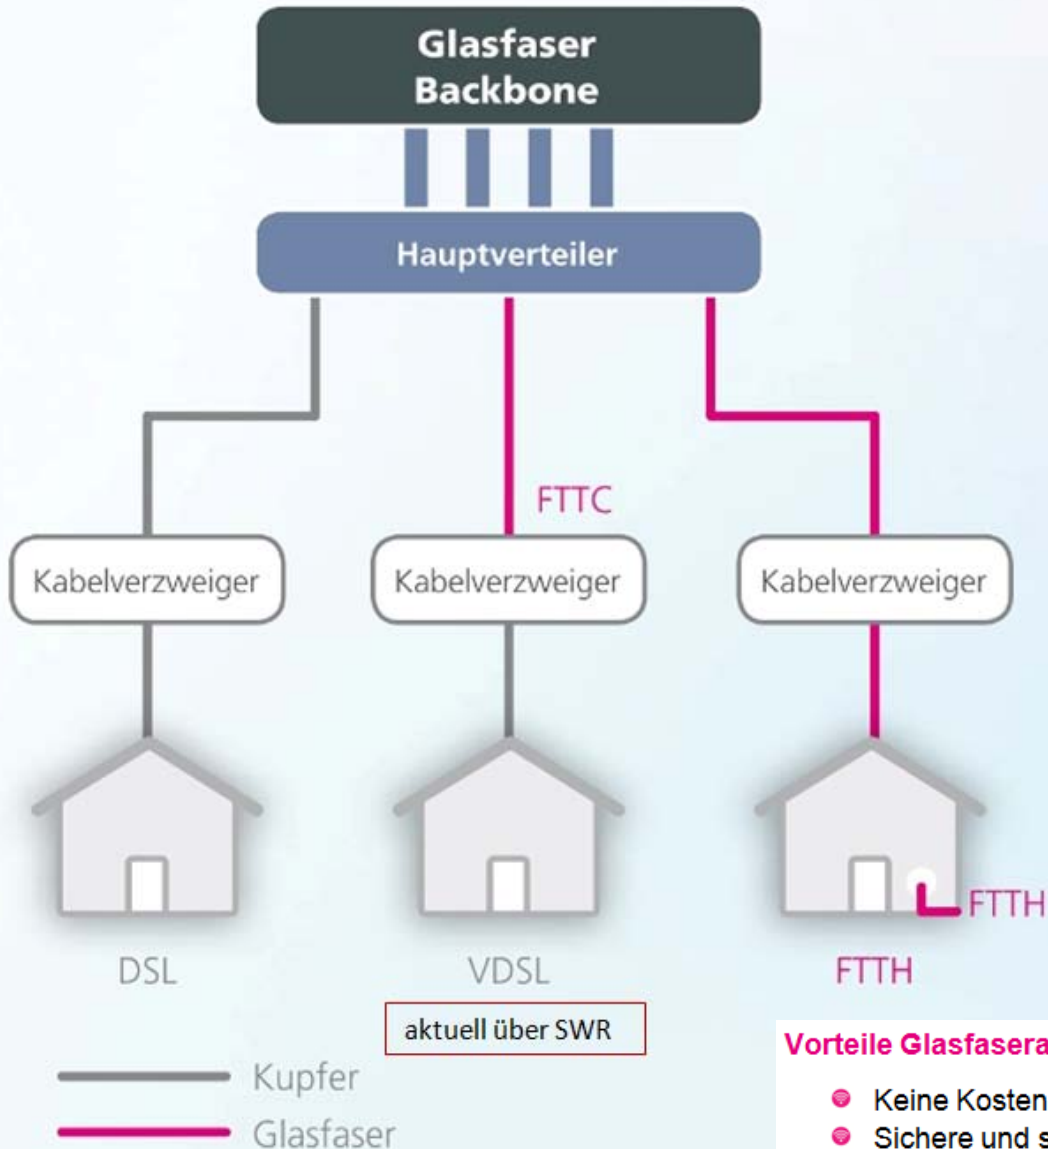 Glasfaser
Backbone
Hauptverteiler
FTTC
Kabelverzweiger
Kabelverzweiger
Kabelverzweiger
FTTH
DSL
VDSL
FTTH
aktuell über SWR
Kupfer
Glasfaser
Vorteile
Keine Kosten
Sichere und